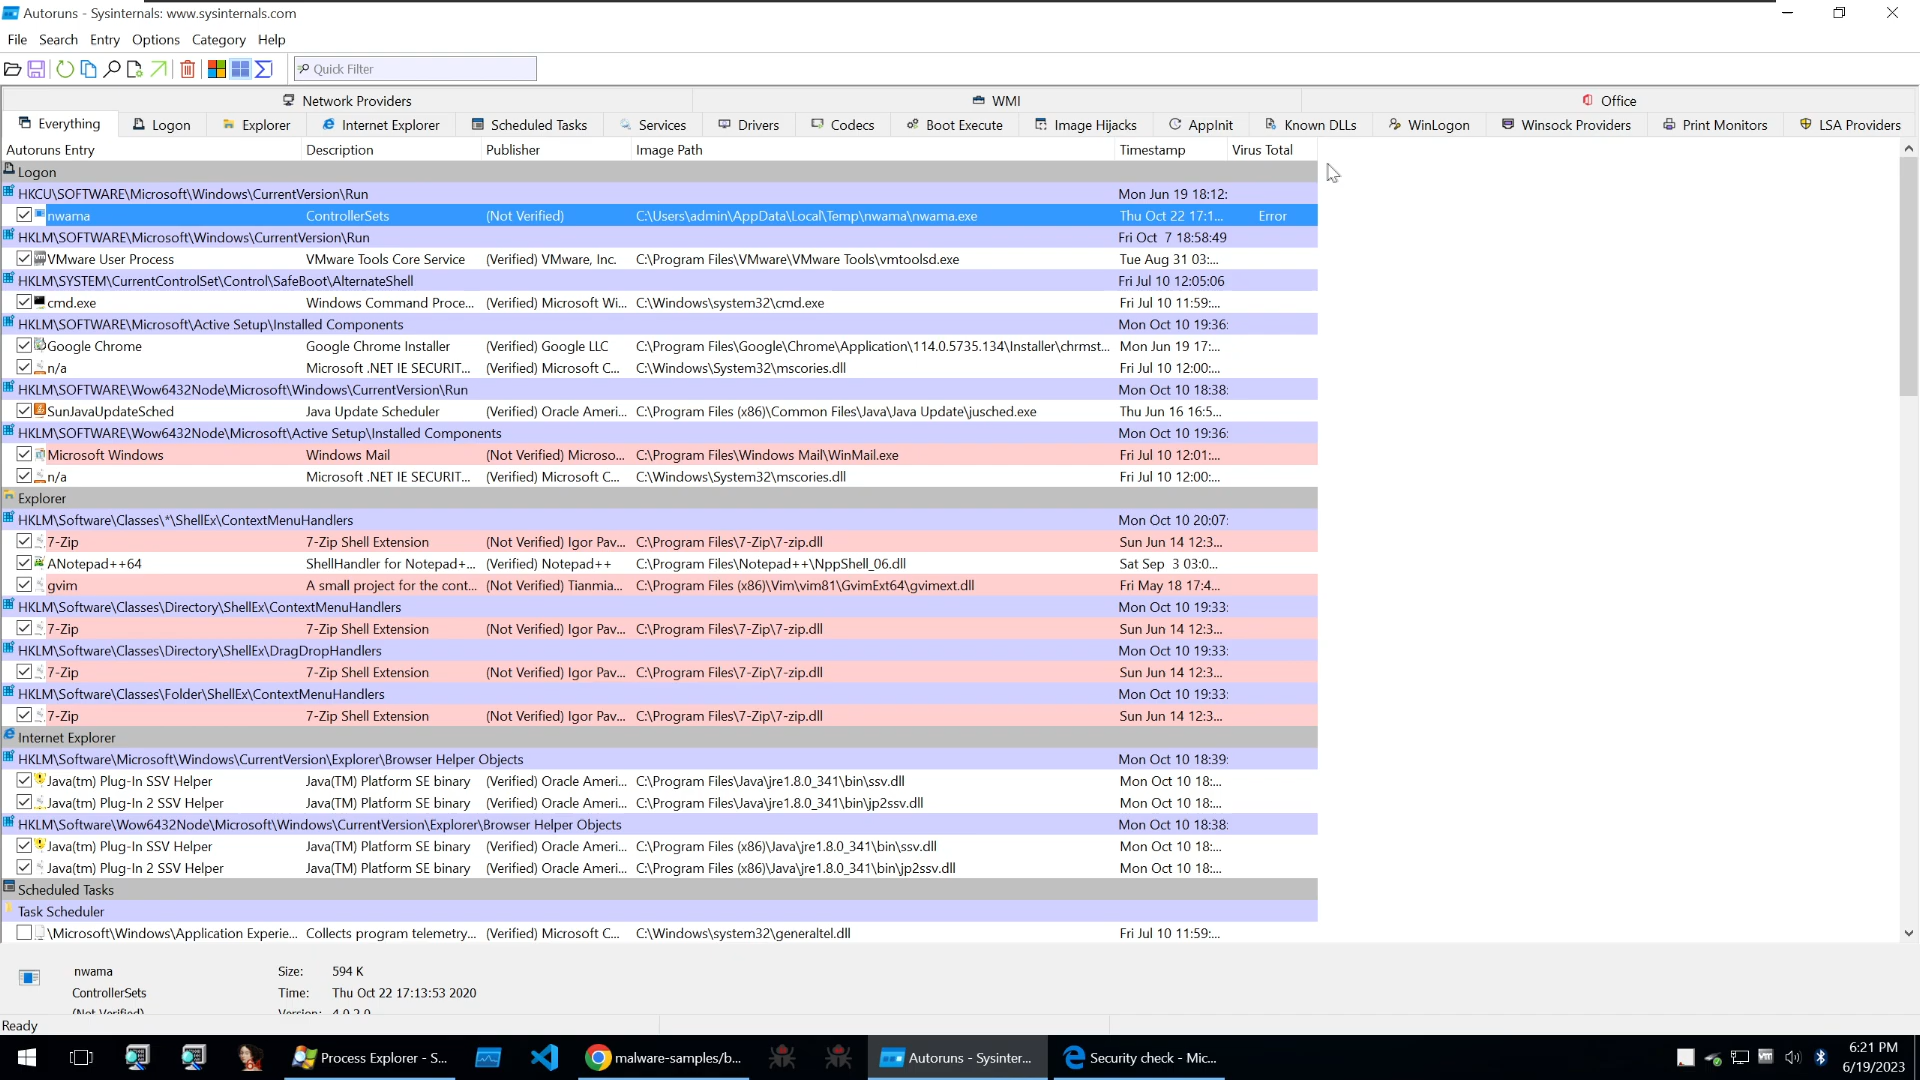 Autoruns - Sysinternals: www.sysinternals.com
File Search Entry Options Category Help
Quick Filter
Network Providers WMI Office
Everything Logon Explorer Internet Explorer Scheduled Tasks Services Drivers Codecs Boot Execute Image Hijacks AppInit Known DLLs WinLogon Winsock Providers Print Monitors LSA Providers
Autoruns Entry Description Publisher Image Path Timestamp Virus Total
Logon
HKCU\SOFTWARE\Microsoft\Windows\CurrentVersion\Run Mon Jun 19 18:12:
nwama ControllerSets (Not Verified) C:\Users\admin\AppData\Local\Temp\nwama\nwama.exe Thu Oct 22 17:1... Error
HKLM\SOFTWARE\Microsoft\Windows\CurrentVersion\Run Fri Oct 7 18:58:49
VMware User Process VMware Tools Core Service (Verified) VMware, Inc. C:\Program Files\VMware\VMware Tools\vmtoolsd.exe Tue Aug 31 03:...
HKLM\SYSTEM\CurrentControlSet\Control\SafeBoot\AlternateShell Fri Jul 10 12:05:06
cmd.exe Windows Command Proce... (Verified) Microsoft Wi... C:\Windows\system32\cmd.exe Fri Jul 10 11:59:...
HKLM\SOFTWARE\Microsoft\Active Setup\Installed Components Mon Oct 10 19:36:
Google Chrome Google Chrome Installer (Verified) Google LLC C:\Program Files\Google\Chrome\Application\114.0.5735.134\Installer\chrmst... Mon Jun 19 17:...
n/a Microsoft .NET IE SECURIT... (Verified) Microsoft C... C:\Windows\System32\mscories.dll Fri Jul 10 12:00:...
HKLM\SOFTWARE\Wow6432Node\Microsoft\Windows\CurrentVersion\Run Mon Oct 10 18:38:
SunJavaUpdateSched Java Update Scheduler (Verified) Oracle Ameri... C:\Program Files (x86)\Common Files\Java\Java Update\jusched.exe Thu Jun 16 16:5...
HKLM\SOFTWARE\Wow6432Node\Microsoft\Active Setup\Installed Components Mon Oct 10 19:36:
Microsoft Windows Windows Mail (Not Verified) Microso... C:\Program Files\Windows Mail\WinMail.exe Fri Jul 10 12:01:...
n/a Microsoft .NET IE SECURIT... (Verified) Microsoft C... C:\Windows\System32\mscories.dll Fri Jul 10 12:00:...
Explorer
HKLM\Software\Classes\*\ShellEx\ContextMenuHandlers Mon Oct 10 20:07:
7-Zip 7-Zip Shell Extension (Not Verified) Igor Pav... C:\Program Files\7-Zip\7-zip.dll Sun Jun 14 12:3...
ANotepad++64 ShellHandler for Notepad+... (Verified) Notepad++ C:\Program Files\Notepad++\NppShell_06.dll Sat Sep 3 03:0...
gvim A small project for the cont... (Not Verified) Tianmia... C:\Program Files (x86)\Vim\vim81\GvimExt64\gvimext.dll Fri May 18 17:4...
HKLM\Software\Classes\Directory\ShellEx\ContextMenuHandlers Mon Oct 10 19:33:
7-Zip 7-Zip Shell Extension (Not Verified) Igor Pav... C:\Program Files\7-Zip\7-zip.dll Sun Jun 14 12:3...
HKLM\Software\Classes\Directory\ShellEx\DragDropHandlers Mon Oct 10 19:33:
7-Zip 7-Zip Shell Extension (Not Verified) Igor Pav... C:\Program Files\7-Zip\7-zip.dll Sun Jun 14 12:3...
HKLM\Software\Classes\Folder\ShellEx\ContextMenuHandlers Mon Oct 10 19:33:
7-Zip 7-Zip Shell Extension (Not Verified) Igor Pav... C:\Program Files\7-Zip\7-zip.dll Sun Jun 14 12:3...
Internet Explorer
HKLM\Software\Microsoft\Windows\CurrentVersion\Explorer\Browser Helper Objects Mon Oct 10 18:39:
Java(tm) Plug-In SSV Helper Java(TM) Platform SE binary (Verified) Oracle Ameri... C:\Program Files\Java\jre1.8.0_341\bin\ssv.dll Mon Oct 10 18:...
Java(tm) Plug-In 2 SSV Helper Java(TM) Platform SE binary (Verified) Oracle Ameri... C:\Program Files\Java\jre1.8.0_341\bin\jp2ssv.dll Mon Oct 10 18:...
HKLM\Software\Wow6432Node\Microsoft\Windows\CurrentVersion\Explorer\Browser Helper Objects Mon Oct 10 18:38:
Java(tm) Plug-In SSV Helper Java(TM) Platform SE binary (Verified) Oracle Ameri... C:\Program Files (x86)\Java\jre1.8.0_341\bin\ssv.dll Mon Oct 10 18:...
Java(tm) Plug-In 2 SSV Helper Java(TM) Platform SE binary (Verified) Oracle Ameri... C:\Program Files (x86)\Java\jre1.8.0_341\bin\jp2ssv.dll Mon Oct 10 18:...
Scheduled Tasks
Task Scheduler
\Microsoft\Windows\Application Experie... Collects program telemetry... (Verified) Microsoft C... C:\Windows\system32\generaltel.dll Fri Jul 10 11:59:...
nwama Size: 594 K
ControllerSets Time: Thu Oct 22 17:13:53 2020
(Not Verified) Version: 4.0.2.0
Ready
Process Explorer - S... malware-samples/b... Autoruns - Sysinter... Security check - Mic... 6:21 PM
6/19/2023